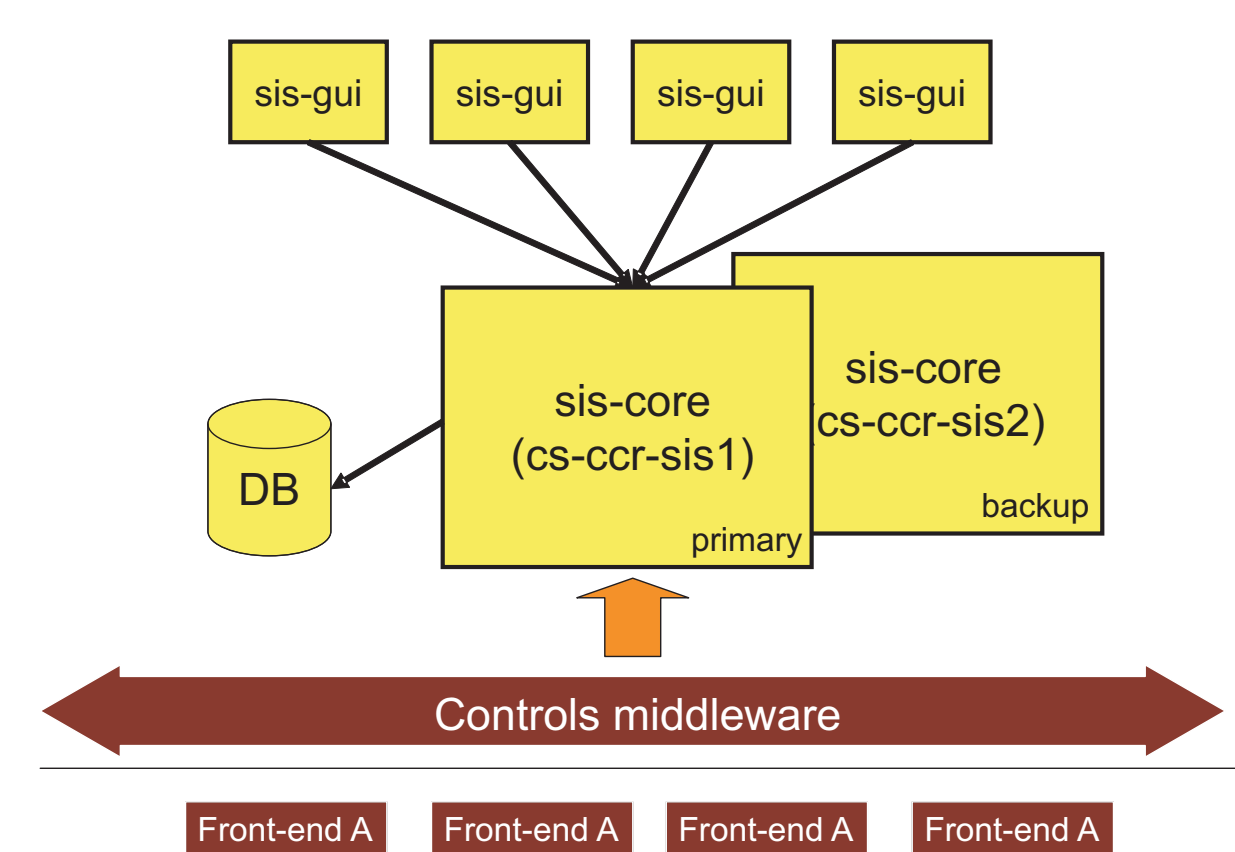 sis-gui
sis-gui
sis-gui
sis-gui
sis-core
(cs-ccr-sis1)
primary
sis-core
(cs-ccr-sis2)
backup
DB
Controls middleware
Front-end A
Front-end A
Front-end A
Front-end A